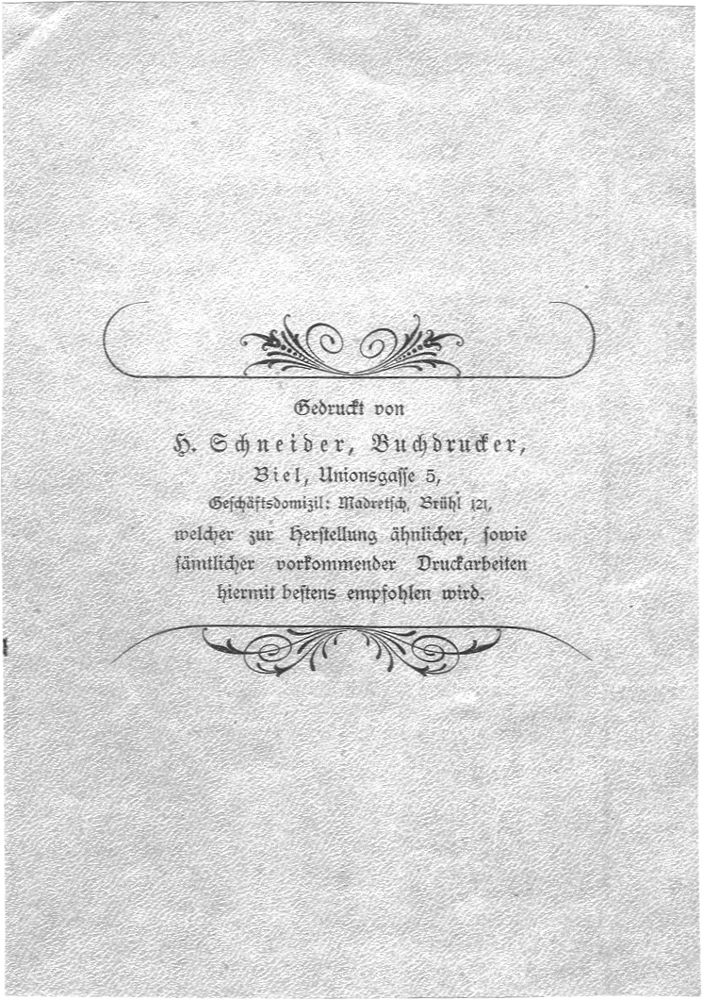 Gedruckt von
H. Schneider, Buchdrucker,
Biel, Unionsgasse 5,
Geschäftsdomizil: Madretsch, Brühl 121,
welcher zur Herstellung ähnlicher, sowie
sämtlicher vorkommender Druckarbeiten
hiermit bestens empfohlen wird.